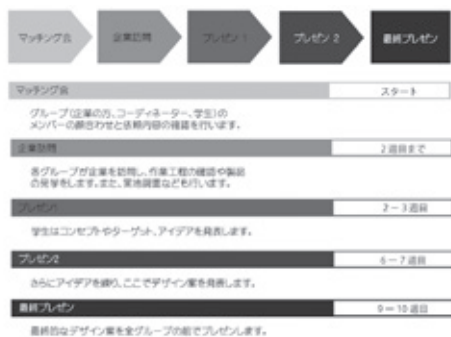 マッチング会
企業訪問
プレゼン 1
プレゼン 2
最終プレゼン
マッチング会
スタート
グループ(企業の方、コーディネーター、学生)の
メンバーの顔合わせと依頼内容の確認を行います。
企業訪問
2週目まで
各グループが企業を訪問し、作業工程の確認や製品
の見学をします。また、実地調査なども行います。
プレゼン1
2－3週目
学生はコンセプトやターゲット、アイデアを発表します。
プレゼン2
6－7週目
さらにアイデアを練り、ここでデザイン案を発表します。
最終プレゼン
9－10週目
最終的なデザイン案を全グループの前でプレゼンします。